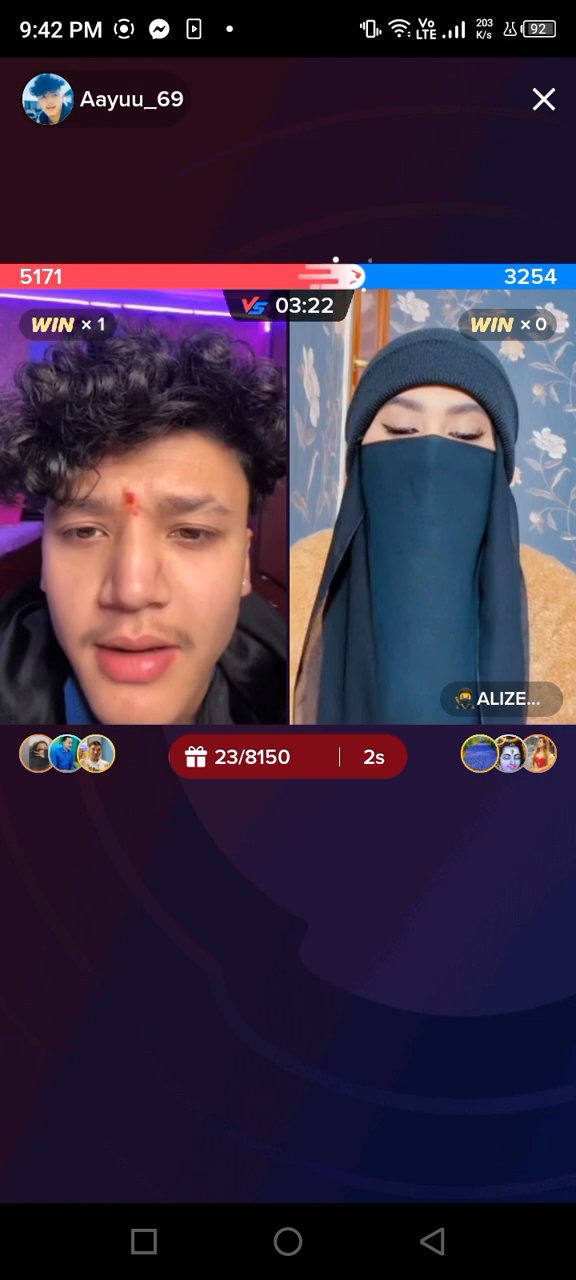 9:42 PM Vo LTE 203 K/s 92
Aayuu_69
5171 3254
VS 03:22
WIN × 1 WIN × 0
ALIZE...
23/8150 2s